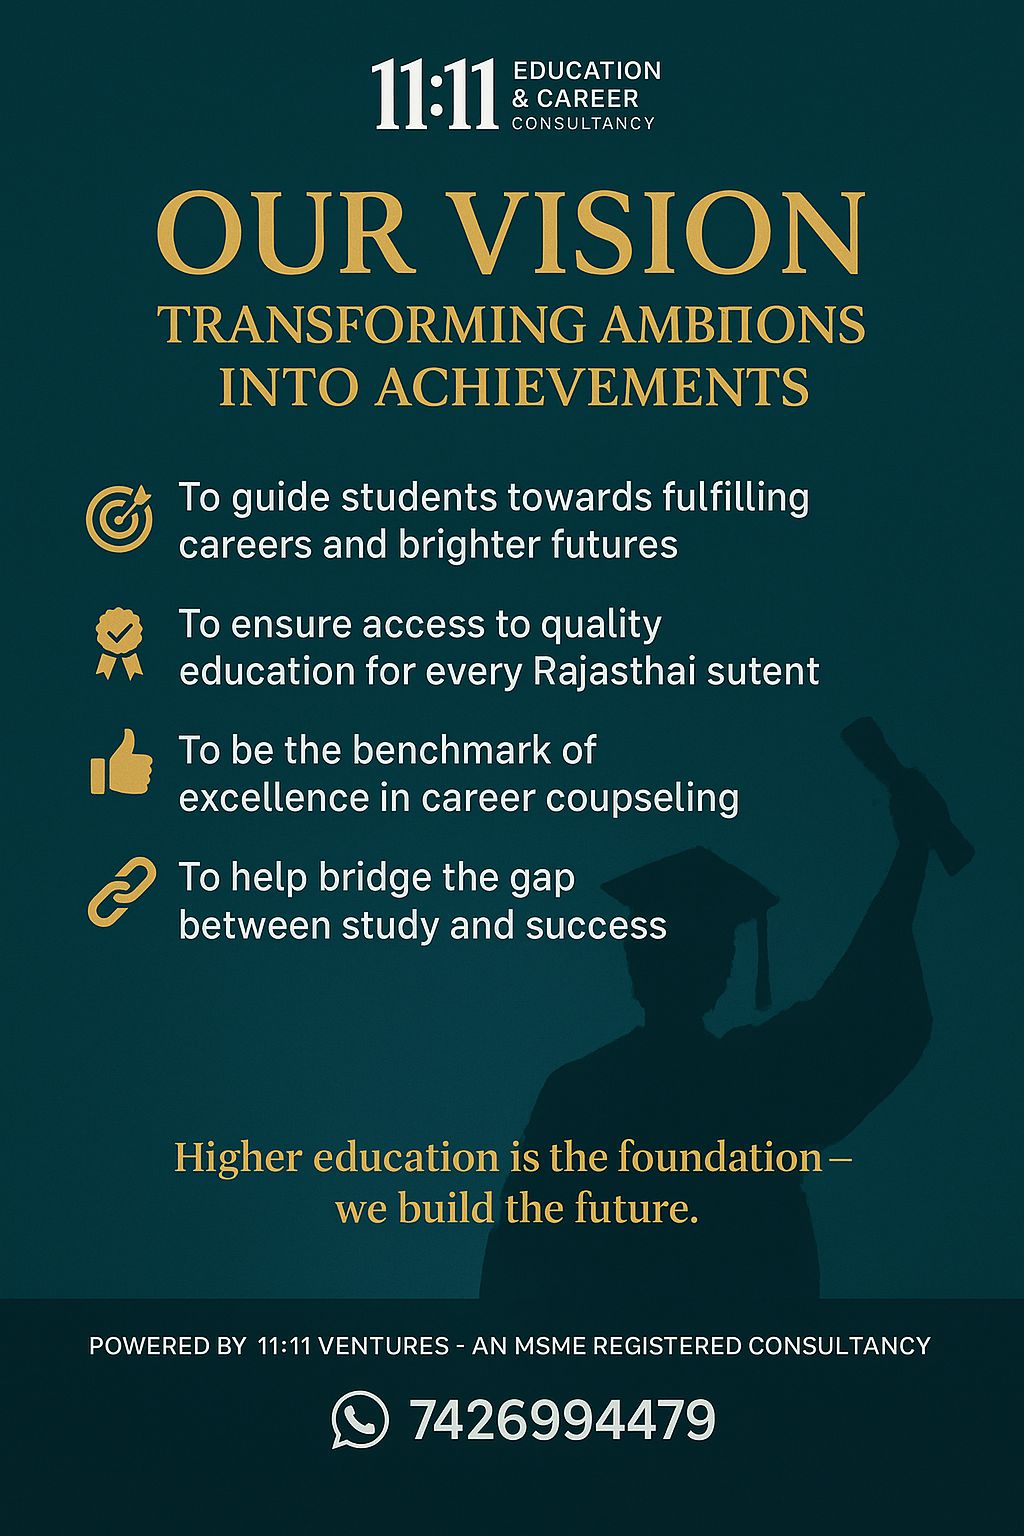 11:11 EDUCATION
& CAREER
CONSULTANCY
OUR VISION
TRANSFORMING AMBITIONS
INTO ACHIEVEMENTS
To guide students towards fulfilling
careers and brighter futures
To ensure access to quality
education for every Rajasthai sutent
To be the benchmark of
excellence in career coupseling
To help bridge the gap
between study and success
Higher education is the foundation –
we build the future.
POWERED BY 11:11 VENTURES - AN MSME REGISTERED CONSULTANCY
7426994479